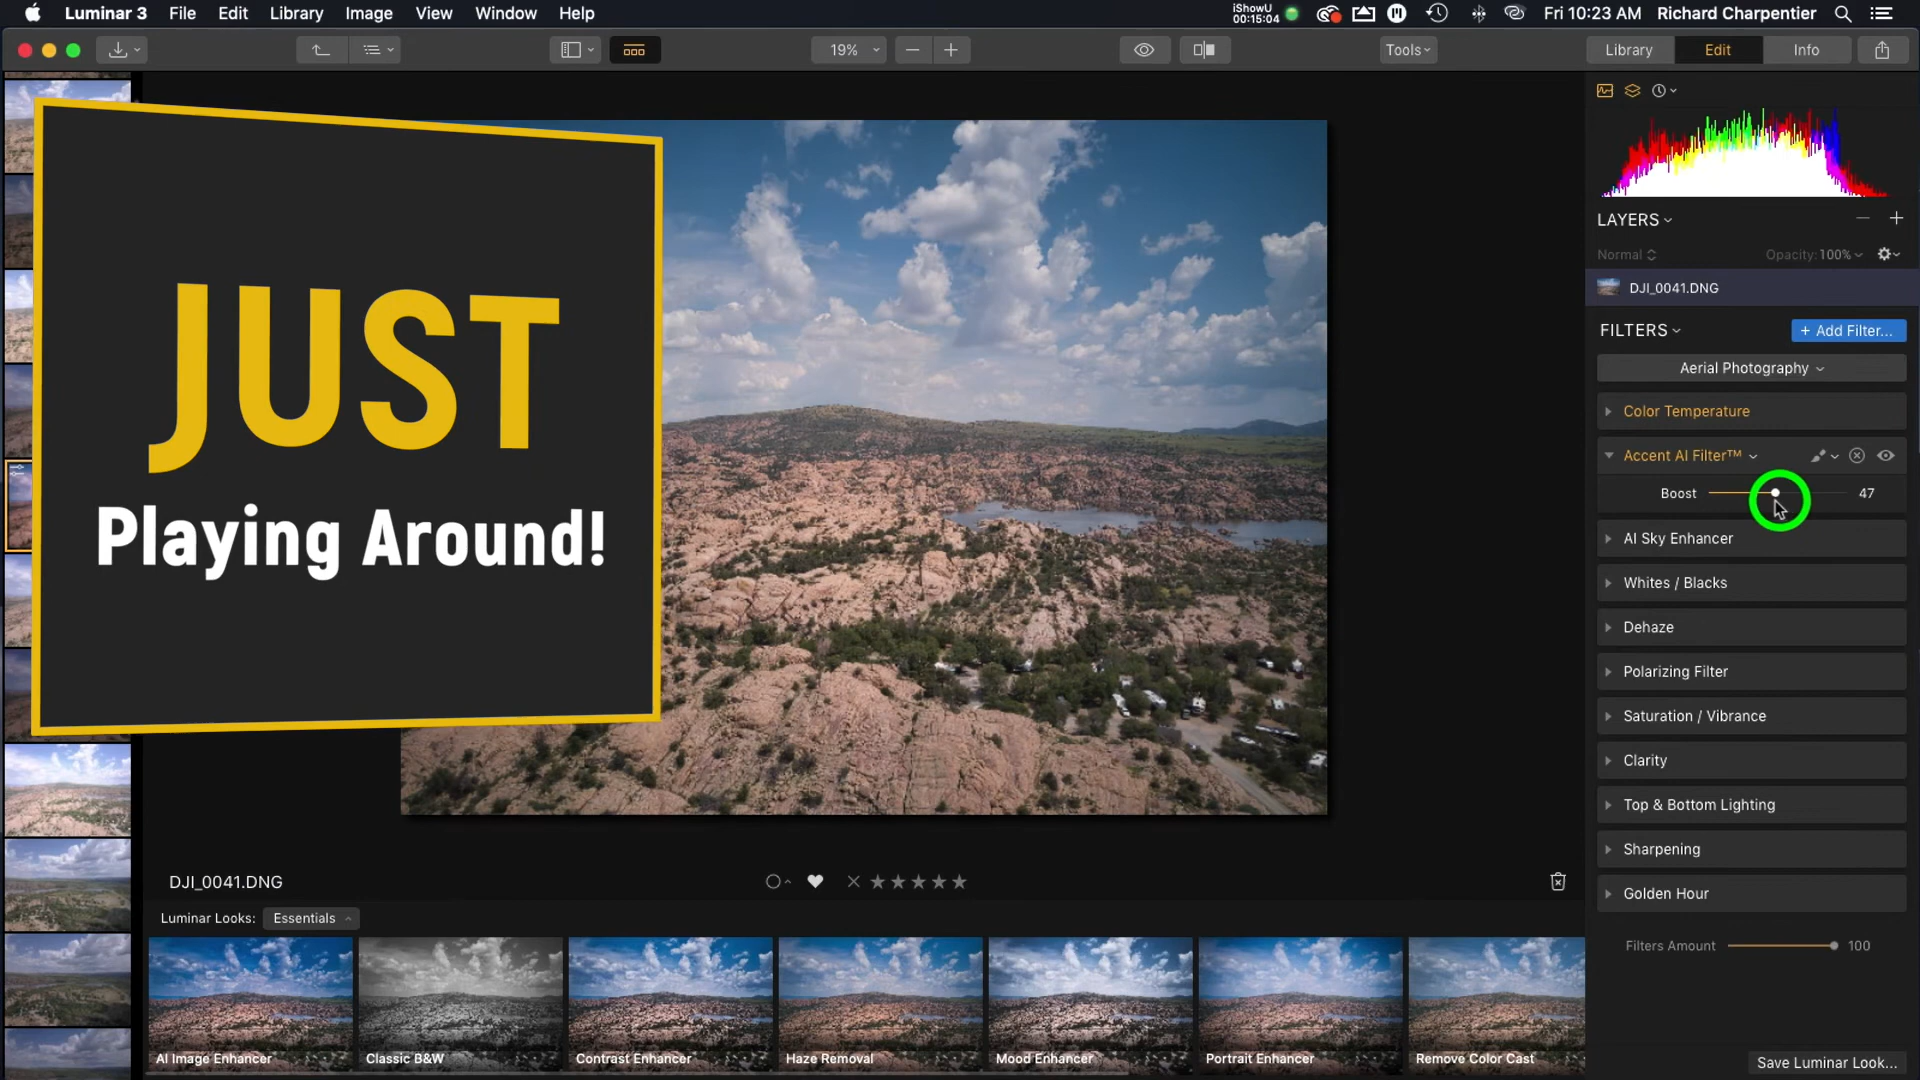 Luminar 3 File Edit Library Image View Window Help
iShowU
00:15:04
Fri 10:23 AM Richard Charpentier
19%
Tools
Library Edit Info
LAYERS
Normal Opacity: 100%
DJI_0041.DNG
FILTERS + Add Filter...
Aerial Photography
Color Temperature
Accent AI Filter™
Boost 47
AI Sky Enhancer
Whites / Blacks
Dehaze
Polarizing Filter
Saturation / Vibrance
Clarity
Top & Bottom Lighting
Sharpening
Golden Hour
Filters Amount 100
Save Luminar Look...
JUST
Playing Around!
DJI_0041.DNG
Luminar Looks: Essentials
AI Image Enhancer
Classic B&W
Contrast Enhancer
Haze Removal
Mood Enhancer
Portrait Enhancer
Remove Color Cast